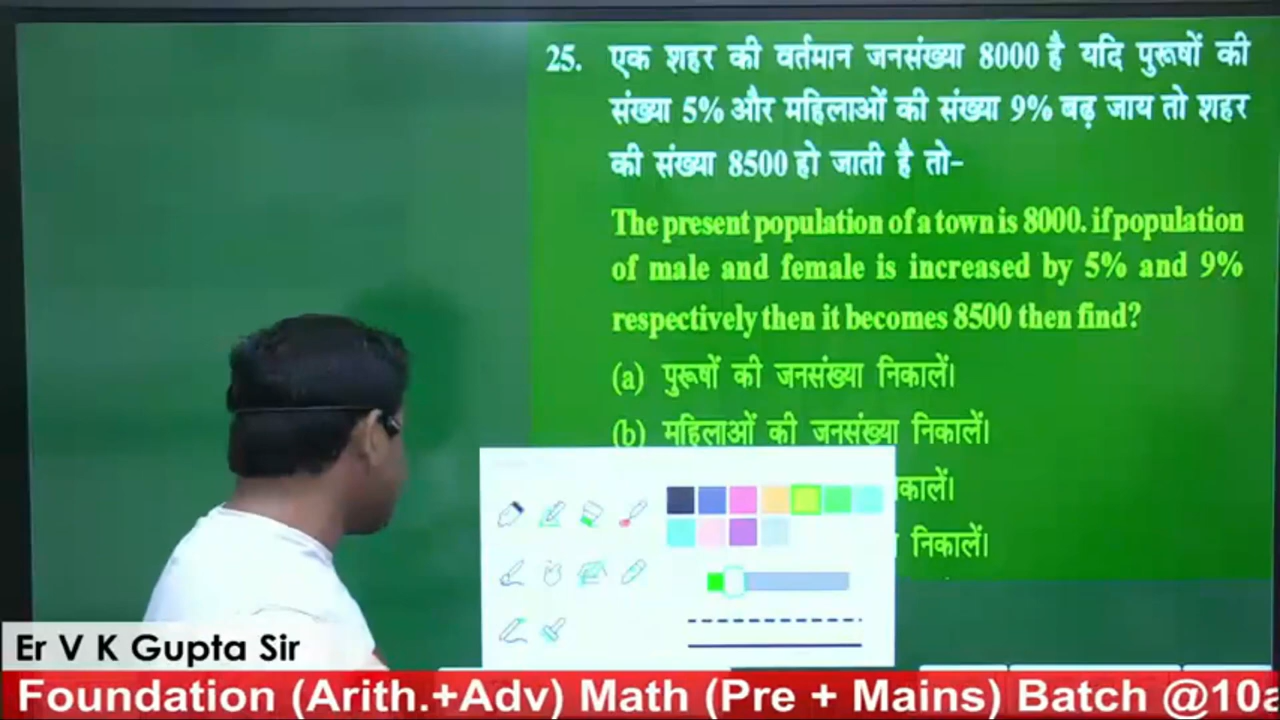 25. एक शहर की वर्तमान जनसंख्या 8000 है यदि पुरूषों की
संख्या 5% और महिलाओं की संख्या 9% बढ़ जाय तो शहर
की संख्या 8500 हो जाती है तो-
The present population of a town is 8000. if population
of male and female is increased by 5% and 9%
respectively then it becomes 8500 then find?
(a) पुरूषों की जनसंख्या निकालें।
(b) महिलाओं की जनसंख्या निकालें।
कालें।
निकालें।
Er V K Gupta Sir
Foundation (Arith.+Adv) Math (Pre + Mains) Batch @10a